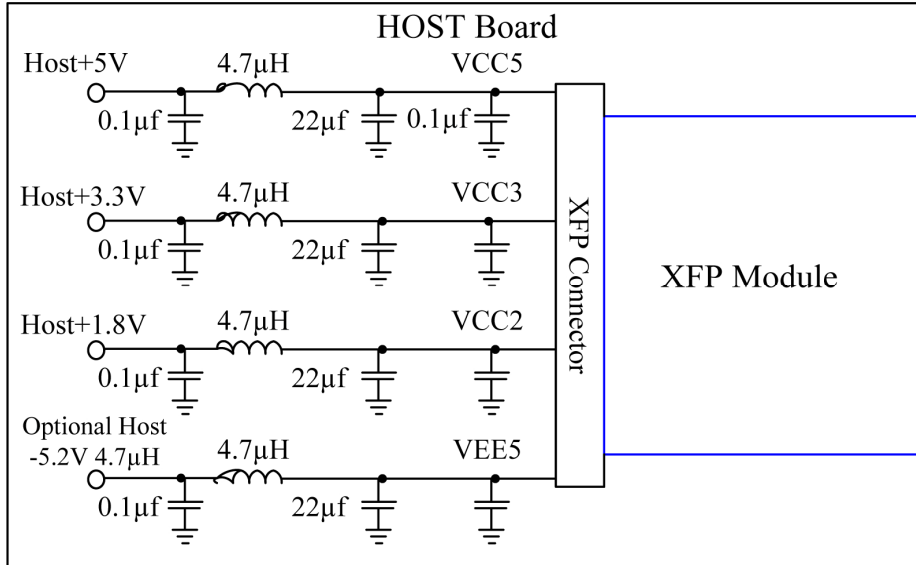 HOST Board
Host+5V 4.7µH VCC5
0.1µf 22µf 0.1µf
Host+3.3V 4.7µH VCC3
0.1µf 22µf
XFP Connector
XFP Module
Host+1.8V 4.7µH VCC2
0.1µf 22µf
Optional Host
-5.2V 4.7µH 4.7µH VEE5
0.1µf 22µf